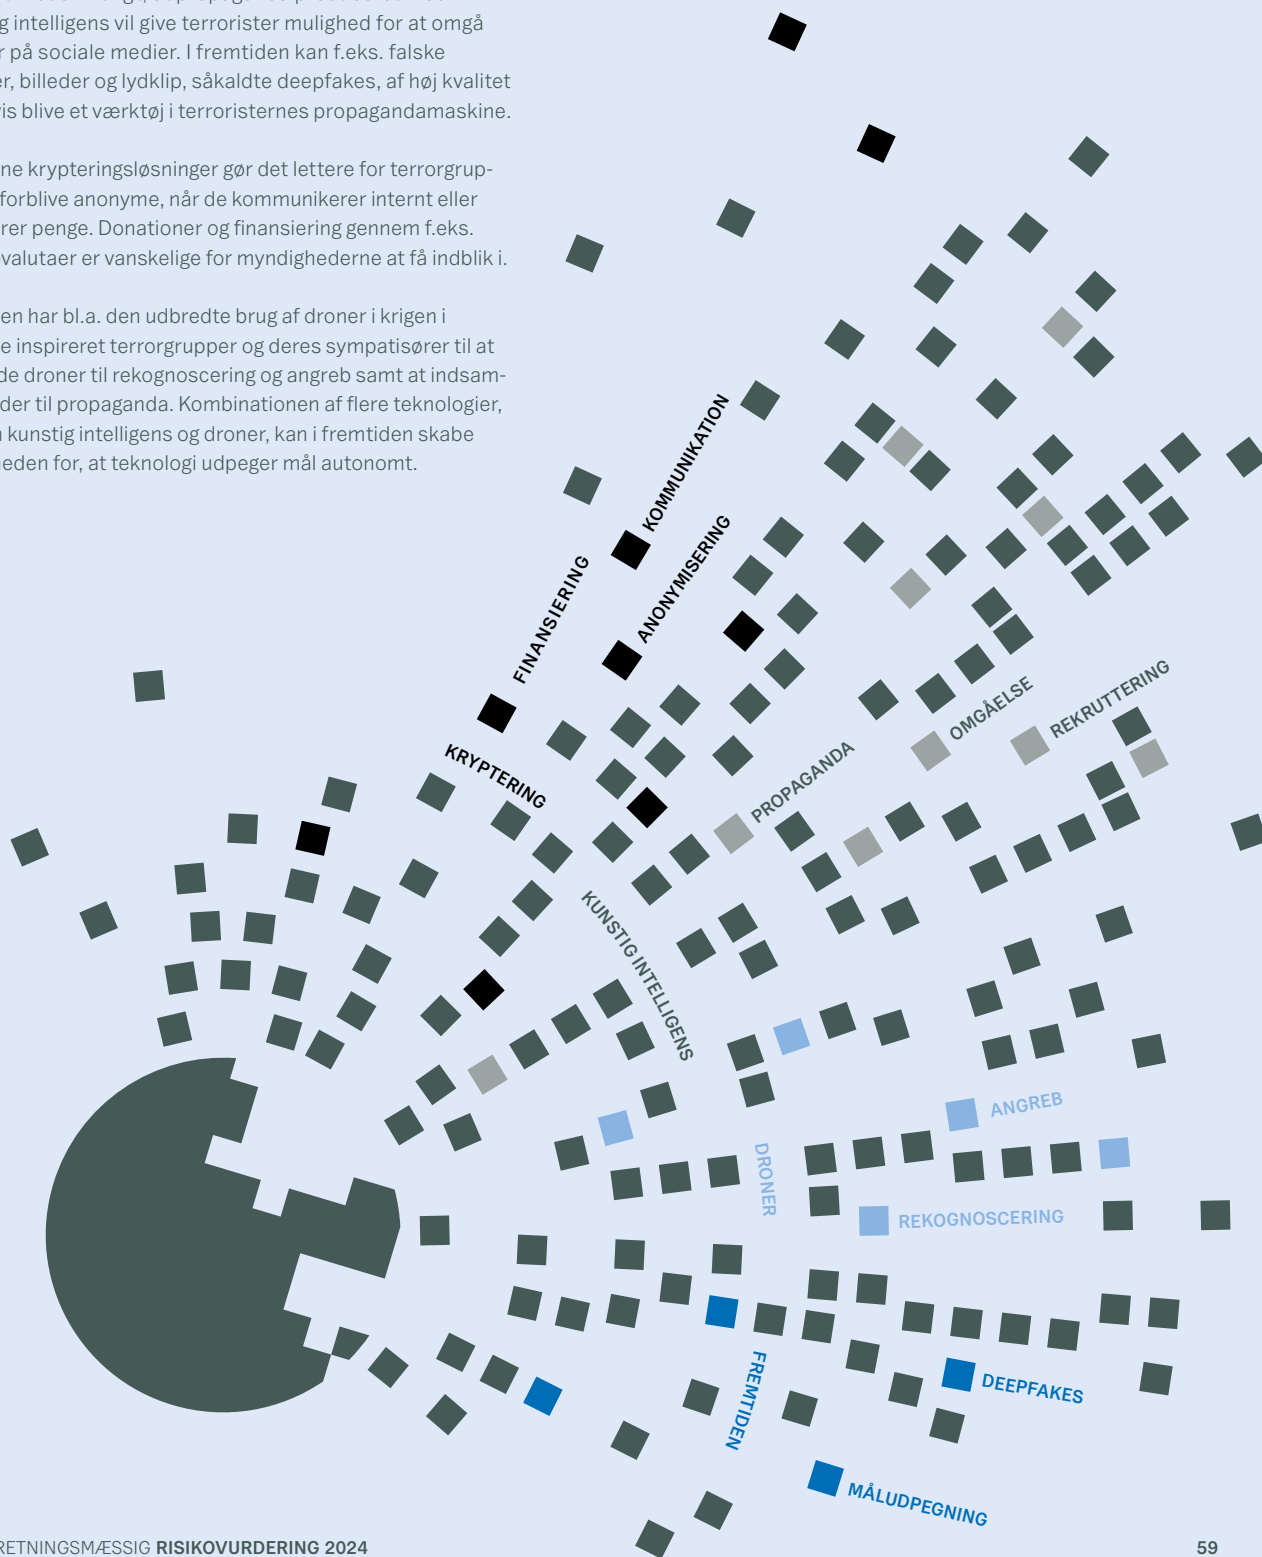 intelligens vil give terrorister mulighed for at omgå
på sociale medier. I fremtiden kan f.eks. falske
billeder og lydklip, såkaldte deepfakes, af høj kvalitet
blive et værktøj i terroristernes propagandamaskine.
krypteringsløsninger gør det lettere for terrorgrup-
forblive anonyme, når de kommunikerer internt eller
penge. Donationer og finansiering gennem f.eks.
valutaer er vanskelige for myndighederne at få indblik i.
har bl.a. den udbredte brug af droner i krigen i
inspireret terrorgrupper og deres sympatisører til at
de droner til rekognoscering og angreb samt at indsam-
der til propaganda. Kombinationen af flere teknologier,
kunstig intelligens og droner, kan i fremtiden skabe
heden for, at teknologi udpeger mål autonomt.
KOMMUNIKATION
ANONYMISERING
FINANSIERING
KRYPTERING
OMGÅELSE
REKRUTTERING
PROPAGANDA
KUNSTIG INTELLIGENS
ANGREB
DRONER
REKOGNOSCERING
FREMTIDEN
DEEPFAKES
MÅLUDPEGNING
RETNINGSMÆSSIG RISIKOVURDERING 2024
59